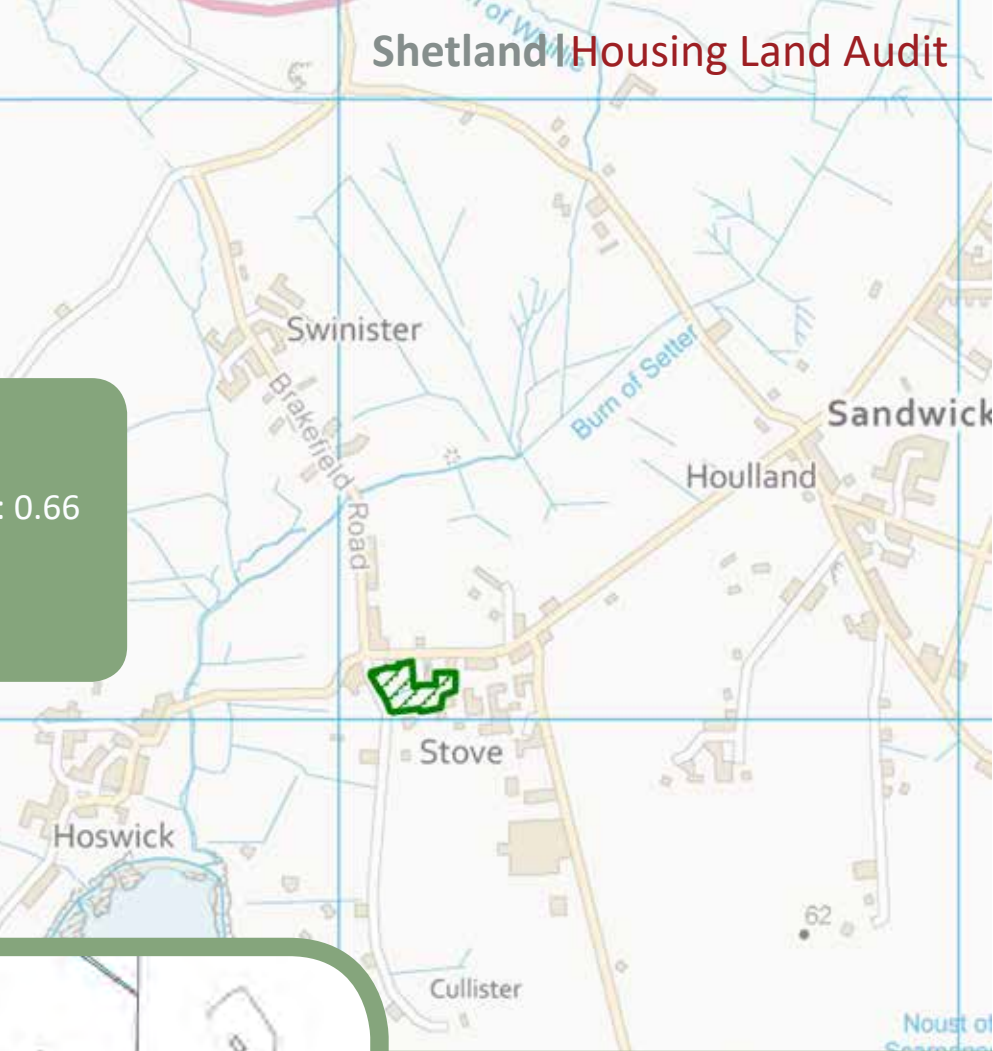 Shetland|Housing Land Audit
Swinister
Brakefield Road
Burn of Setter
Sandwick
Houlland
: 0.66
Stove
Hoswick
62
Cullister
Noust of